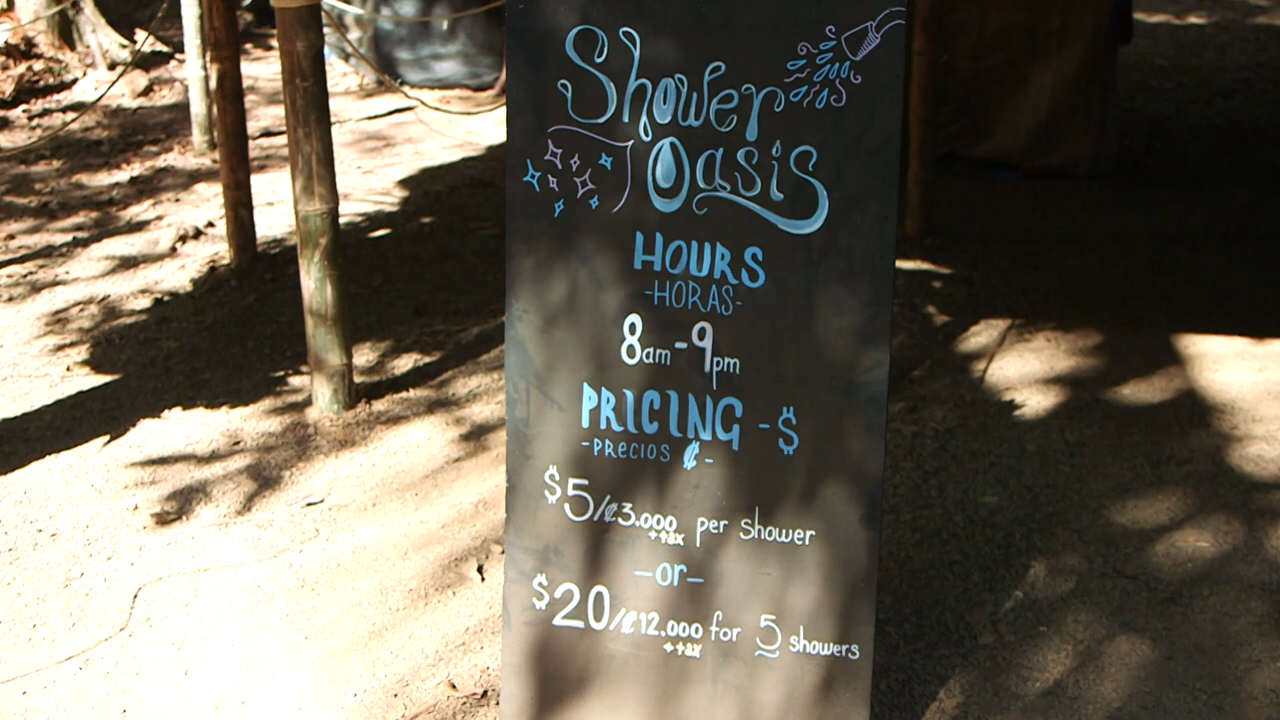 Shower
Oasis
HOURS
-HORAS-
8am-9pm
PRICING -$
-PRECIOS ₡-
$5/₡3.000 per shower
+tax
-or-
$20/₡12.000 for 5 showers
+tax